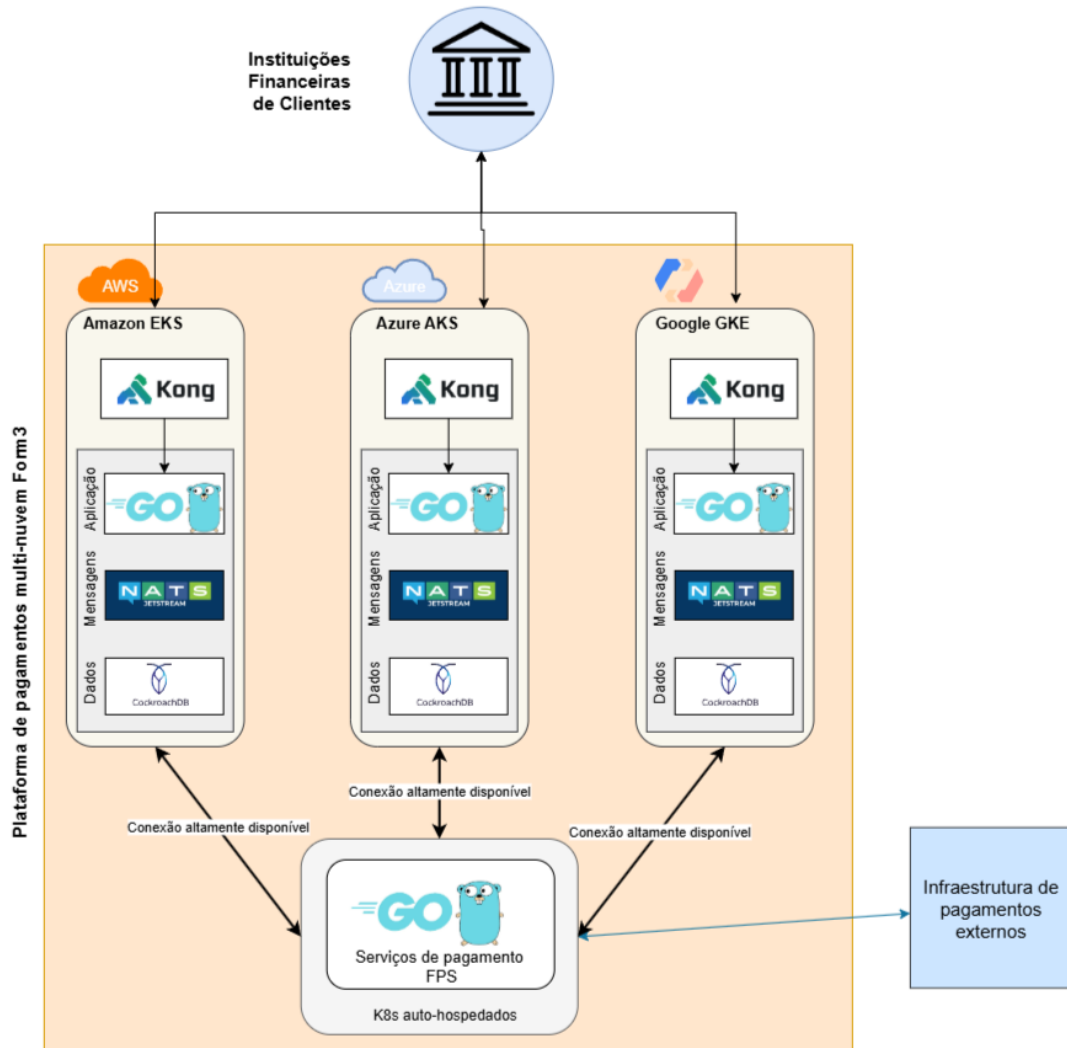 Instituições
Financeiras
de Clientes
Plataforma de pagamentos multi-nuvem Form3
AWS
Azure
Amazon EKS
Azure AKS
Google GKE
Kong
Kong
Kong
Aplicação
GO
Aplicação
GO
Aplicação
GO
Mensagens
NATS
JETSTREAM
Mensagens
NATS
JETSTREAM
Mensagens
NATS
JETSTREAM
Dados
CockroachDB
Dados
CockroachDB
Dados
CockroachDB
Conexão altamente disponível
Conexão altamente disponível
Conexão altamente disponível
GO
Serviços de pagamento
FPS
K8s auto-hospedados
Infraestrutura de
pagamentos
externos